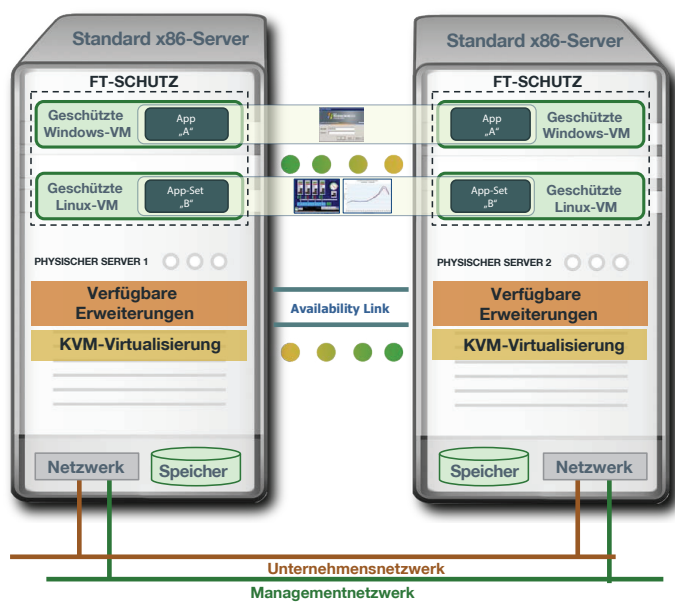 Standard x86-Server
FT-SCHUTZ
Geschützte
Windows-VM
App
„A“
Geschützte
Linux-VM
App-Set
„B“
PHYSISCHER SERVER 1
Verfügbare
Erweiterungen
KVM-Virtualisierung
Netzwerk
Speicher
Availability Link
Standard x86-Server
FT-SCHUTZ
App
„A“
Geschützte
Windows-VM
App-Set
„B“
Geschützte
Linux-VM
PHYSISCHER SERVER 2
Verfügbare
Erweiterungen
KVM-Virtualisierung
Speicher
Netzwerk
Unternehmensnetzwerk
Managementnetzwerk